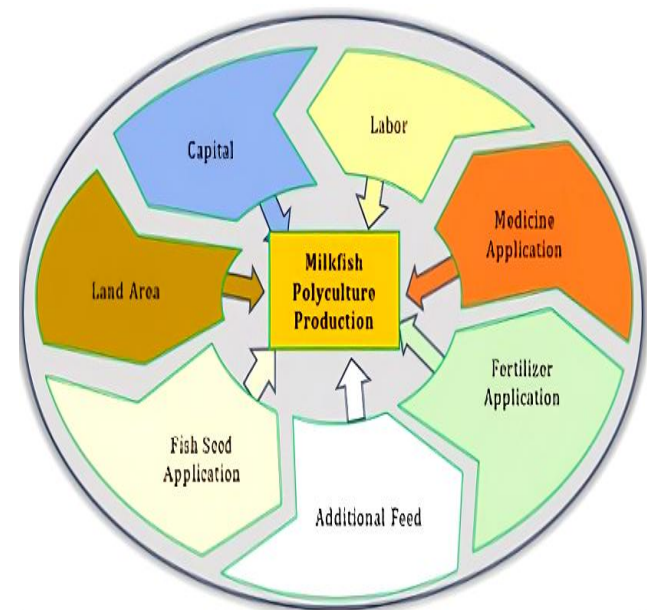 Capital
Labor
Medicine
Application
Milkfish
Polyculture
Production
Land Area
Fertilizer
Application
Fish Seed
Application
Additional Feed